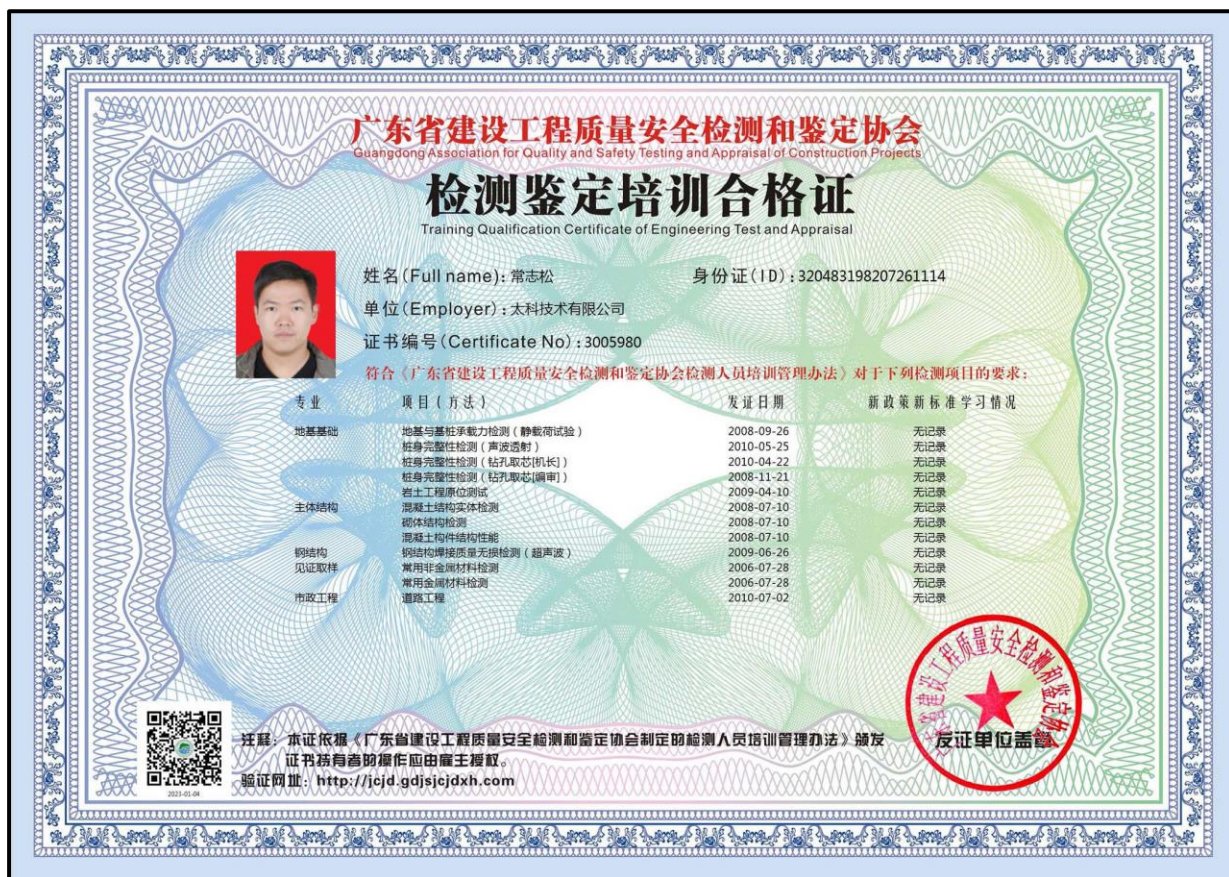 广东省建设工程质量安全检测和鉴定协会
Guangdong Association for Quality and Safety Testing and Appraisal of Construction Projects
检测鉴定培训合格证
Training Qualification Certificate of Engineering Test and Appraisal
姓名(Full name): 常志松 身份证(ID): 320483198207261114
单位(Employer): 太科技术有限公司
证书编号(Certificate No): 3005980
符合《广东省建设工程质量安全检测和鉴定协会检测人员培训管理办法》对于下列检测项目的要求:
专业 项目(方法) 发证日期 新政策新标准学习情况
地基基础 地基与基桩承载力检测(静载荷试验) 2008-09-26 无记录
桩身完整性检测(声波透射) 2010-05-25 无记录
桩身完整性检测(钻孔取芯[机长]) 2010-04-22 无记录
桩身完整性检测(钻孔取芯[编审]) 2008-11-21 无记录
岩土工程原位测试 2009-04-10 无记录
主体结构 混凝土结构实体检测 2008-07-10 无记录
砌体结构检测 2008-07-10 无记录
混凝土构件结构性能 2008-07-10 无记录
钢结构 钢结构焊接质量无损检测(超声波) 2009-06-26 无记录
见证取样 常用非金属材料检测 2006-07-28 无记录
常用金属材料检测 2006-07-28 无记录
市政工程 道路工程 2010-07-02 无记录
广东省建设工程质量安全检测和鉴定协会
发证单位盖章
注释: 本证依据《广东省建设工程质量安全检测和鉴定协会制定的检测人员培训管理办法》颁发
证书持有者的操作应由雇主授权。
验证网址: http://jcjd.gdjsjcjdxh.com
2023-01-04